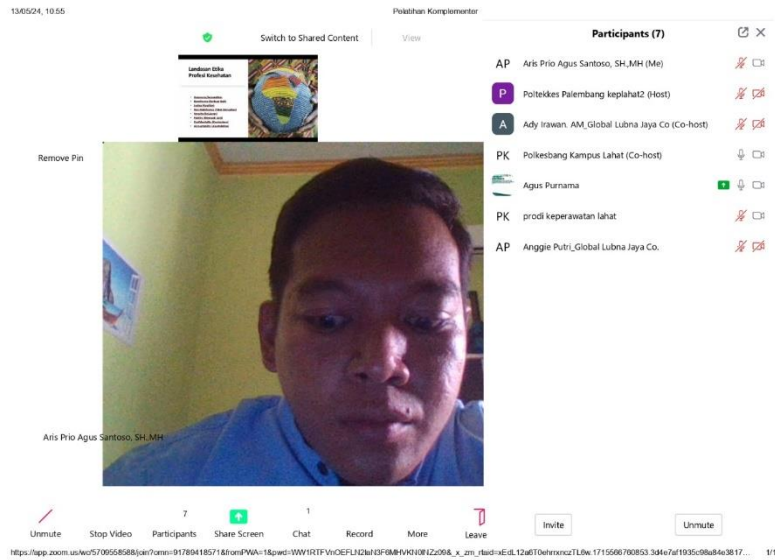 13/05/24, 10.55
Pelatihan Komplementer
Switch to Shared Content
View
Landasan Etika
Profesi Kesehatan
Remove Pin
Aris Prio Agus Santoso, SH.,MH
Participants (7)
AP Aris Prio Agus Santoso, SH.,MH (Me)
P Poltekkes Palembang keplahat2 (Host)
A Ady Irawan. AM_Global Lubna Jaya Co (Co-host)
PK Polkesbang Kampus Lahat (Co-host)
Agus Purnama
PK prodi keperawatan lahat
AP Anggie Putri_Global Lubna Jaya Co.
7
1
Unmute
Stop Video
Participants
Share Screen
Chat
Record
More
Leave
Invite
Unmute
1/1